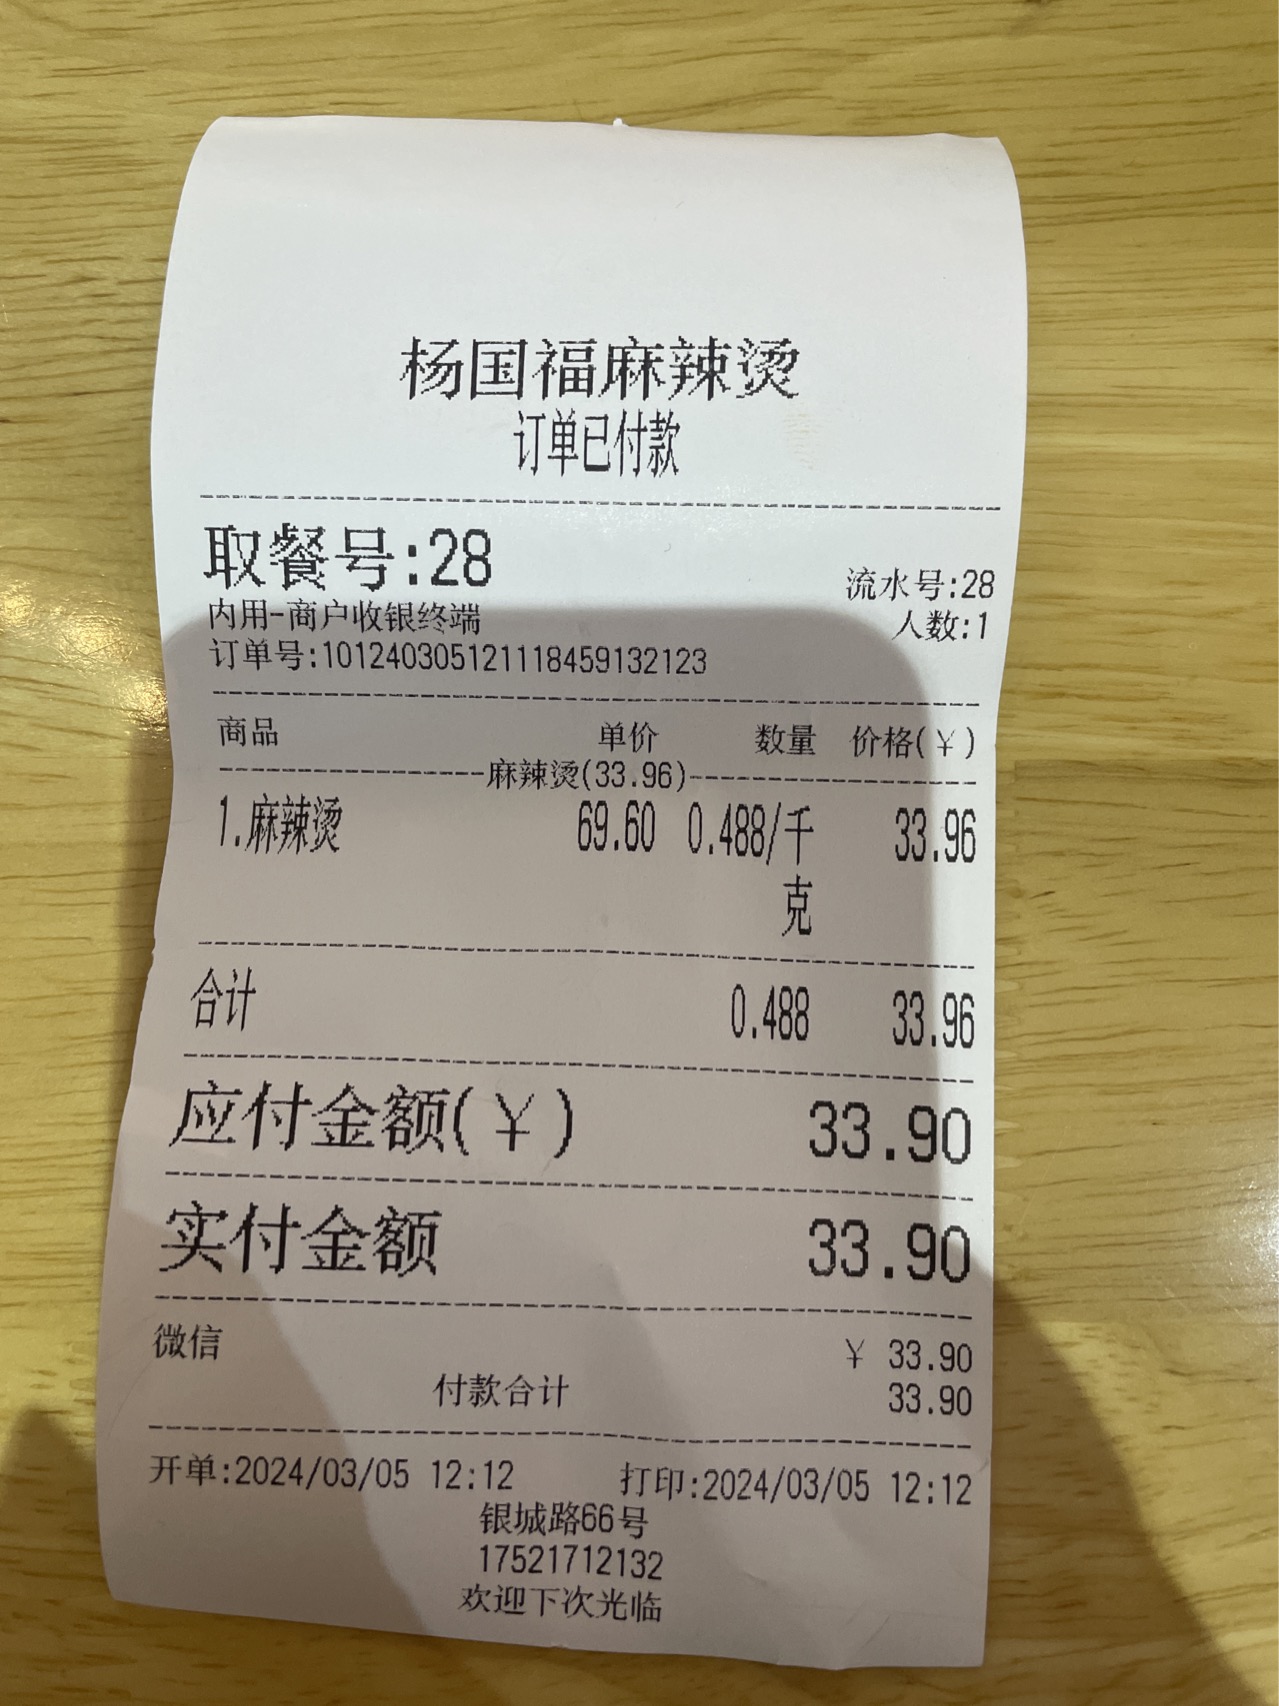 杨国福麻辣烫
订单已付款
取餐号:28
流水号:28
内用-商户收银终端
人数:1
订单号:101240305121118459132123
商品 单价 数量 价格(¥)
麻辣烫(33.96)
1.麻辣烫 69.60 0.488/千克 33.96
合计 0.488 33.96
应付金额(¥) 33.90
实付金额 33.90
微信 ¥ 33.90
付款合计 33.90
开单:2024/03/05 12:12 打印:2024/03/05 12:12
银城路66号
17521712132
欢迎下次光临